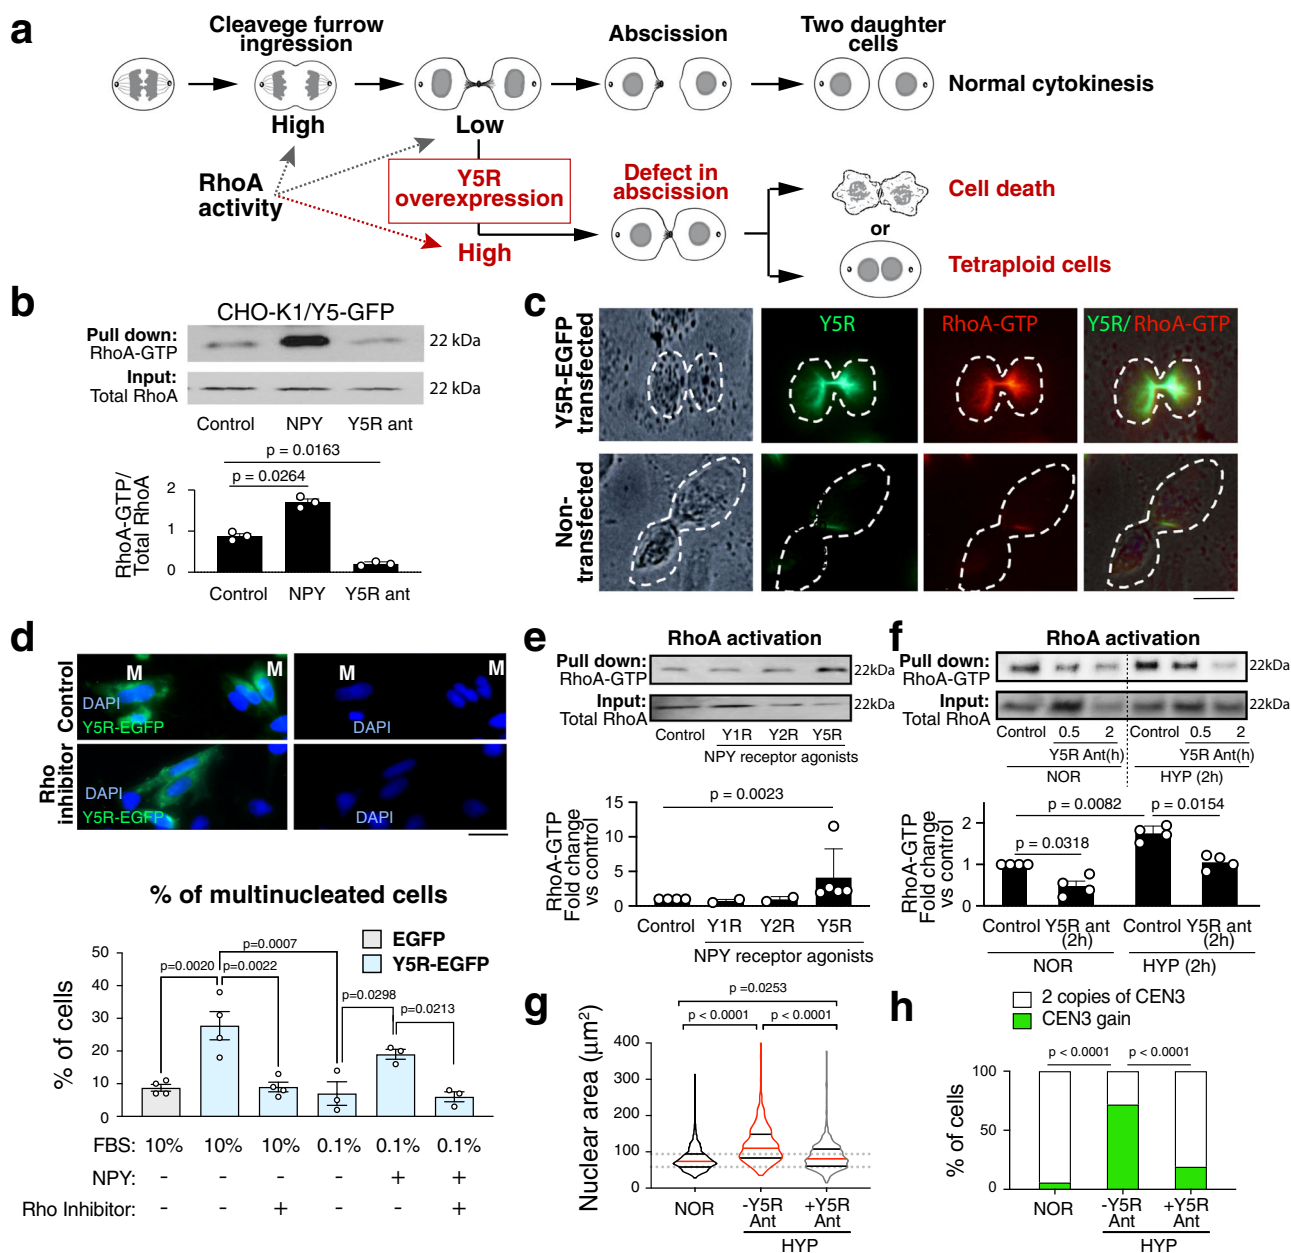 a
Cleavege furrow
ingression
Abscission
Two daughter
cells
Normal cytokinesis
High
Low
RhoA
activity
Y5R
overexpression
High
Defect in
abscission
Cell death
or
Tetraploid cells
b
CHO-K1/Y5-GFP
Pull down:
RhoA-GTP
22 kDa
Input:
Total RhoA
22 kDa
Control NPY Y5R ant
p = 0.0163
p = 0.0264
RhoA-GTP/
Total RhoA
2
1
0
Control NPY Y5R ant
c
Y5R-EGFP
transfected
Y5R
RhoA-GTP
Y5R/RhoA-GTP
Non-
transfected
d
Control
M M M M
DAPI
Y5R-EGFP
DAPI
Rho
inhibitor
DAPI
Y5R-EGFP
DAPI
% of multinucleated cells
EGFP
Y5R-EGFP
p=0.0007
p=0.0020 p=0.0022
p=0.0298
p=0.0213
% of cells
50
40
30
20
10
0
FBS: 10% 10% 10% 0.1% 0.1% 0.1%
NPY: - - - - + +
Rho Inhibitor: - - + - - +
e
RhoA activation
Pull down:
RhoA-GTP
22kDa
Input:
Total RhoA
22kDa
Control Y1R Y2R Y5R
NPY receptor agonists
p = 0.0023
RhoA-GTP
Fold change
vs control
15
10
5
0
Control Y1R Y2R Y5R
NPY receptor agonists
f
RhoA activation
Pull down:
RhoA-GTP
22kDa
Input:
Total RhoA
22kDa
Control 0.5 2 Control 0.5 2
Y5R Ant(h) Y5R Ant(h)
NOR HYP (2h)
p = 0.0082 p = 0.0154
p = 0.0318
RhoA-GTP
Fold change
vs control
2
1
0
Control Y5R ant Control Y5R ant
(2h) (2h)
NOR HYP (2h)
g
p =0.0253
p < 0.0001 p < 0.0001
Nuclear area (μm²)
400
300
200
100
0
NOR -Y5R +Y5R
Ant Ant
HYP
h
2 copies of CEN3
CEN3 gain
p < 0.0001 p < 0.0001
% of cells
100
50
0
NOR -Y5R +Y5R
Ant Ant
HYP